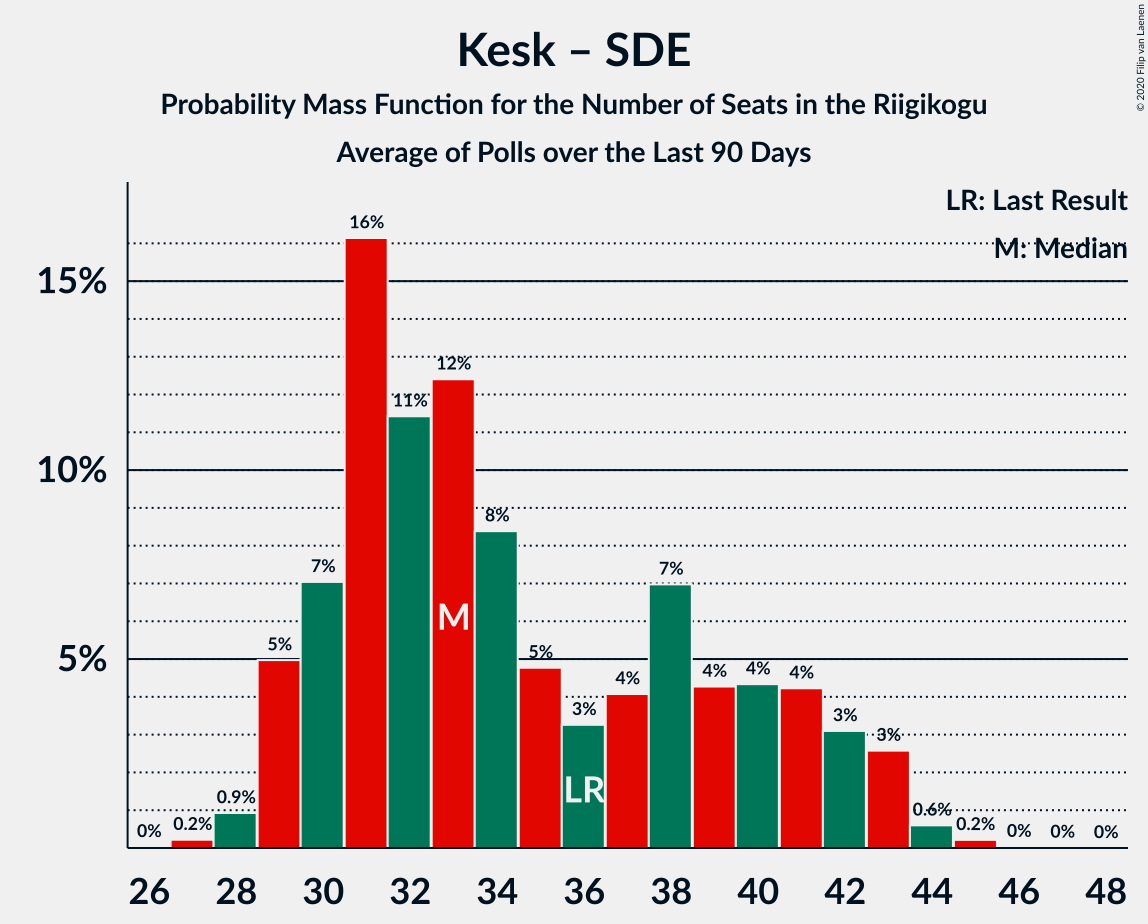 Kesk – SDE
Probability Mass Function for the Number of Seats in the Riigikogu
Average of Polls over the Last 90 Days
© 2020 Filip van Laenen
LR: Last Result
M: Median
15%
10%
5%
0%
0.2%
0.9%
5%
7%
16%
11%
12%
8%
5%
3%
4%
7%
4%
4%
4%
3%
3%
0.6%
0.2%
0%
0%
0%
M
LR
26 28 30 32 34 36 38 40 42 44 46 48